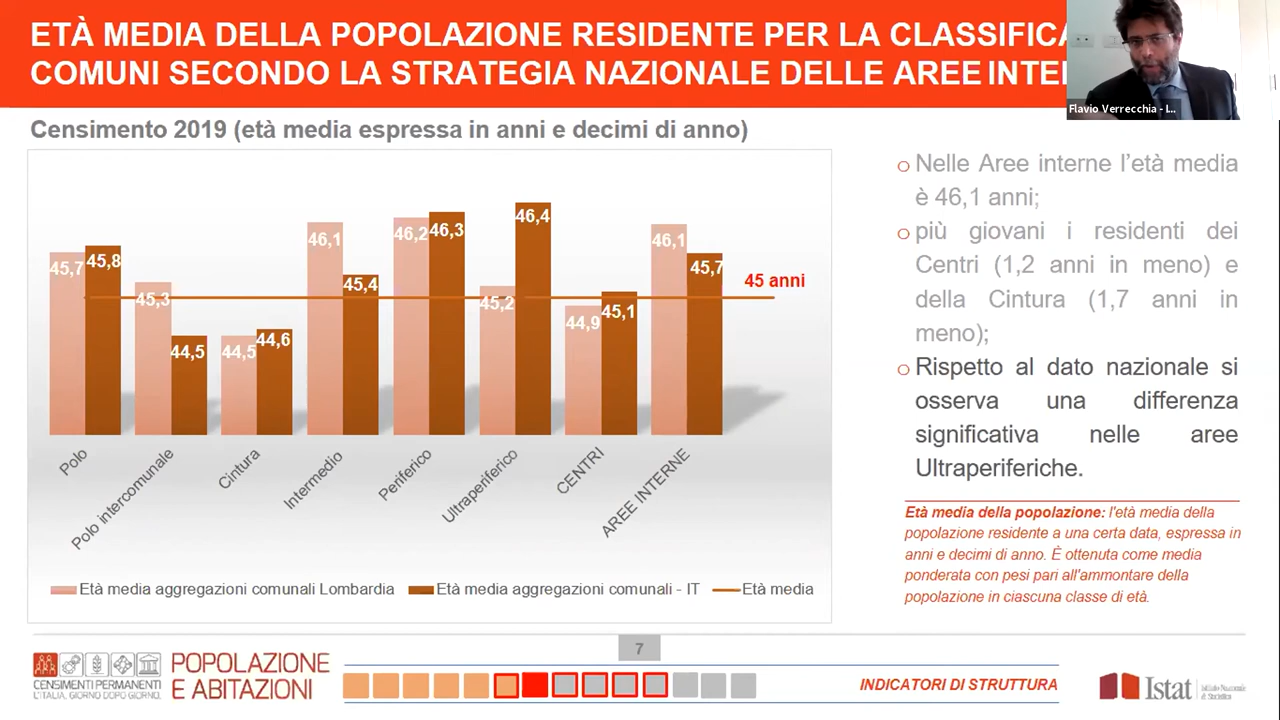 ETÀ MEDIA DELLA POPOLAZIONE RESIDENTE PER LA CLASSIFICA
COMUNI SECONDO LA STRATEGIA NAZIONALE DELLE AREE INTE
Flavio Verrecchia - I...
Censimento 2019 (età media espressa in anni e decimi di anno)
45,7 45,8 45,3 44,5 44,5 44,6 46,1 45,4 46,2 46,3 45,2 46,4 44,9 45,1 46,1 45,7
45 anni
Polo
Polo intercomunale
Cintura
Intermedio
Periferico
Ultraperiferico
CENTRI
AREE INTERNE
Età media aggregazioni comunali Lombardia
Età media aggregazioni comunali - IT
Età media
o Nelle Aree interne l'età media
è 46,1 anni;
o più giovani i residenti dei
Centri (1,2 anni in meno) e
della Cintura (1,7 anni in
meno);
o Rispetto al dato nazionale si
osserva una differenza
significativa nelle aree
Ultraperiferiche.
Età media della popolazione: l'età media della
popolazione residente a una certa data, espressa in
anni e decimi di anno. È ottenuta come media
ponderata con pesi pari all'ammontare della
popolazione in ciascuna classe di età.
7
CENSIMENTI PERMANENTI
L'ITALIA, GIORNO DOPO GIORNO.
POPOLAZIONE
E ABITAZIONI
INDICATORI DI STRUTTURA
Istat
Istituto Nazionale
di Statistica